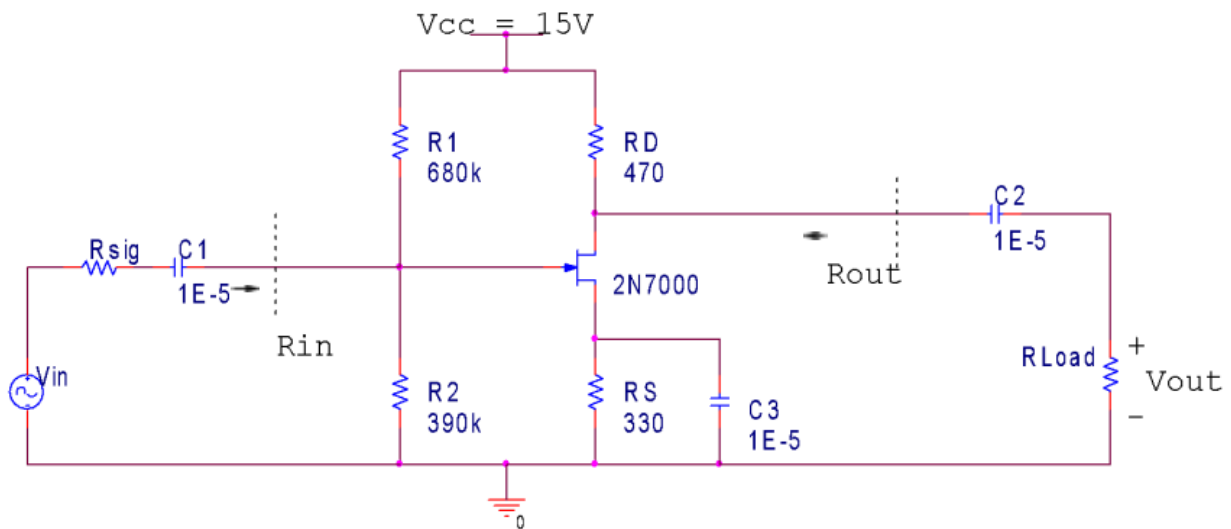 Vcc = 15V
R1
680k
RD
470
C2
1E-5
Rsig
C1
1E-5
Rin
2N7000
Rout
Vin
R2
390k
RS
330
C3
1E-5
RLoad
+
Vout
-
0